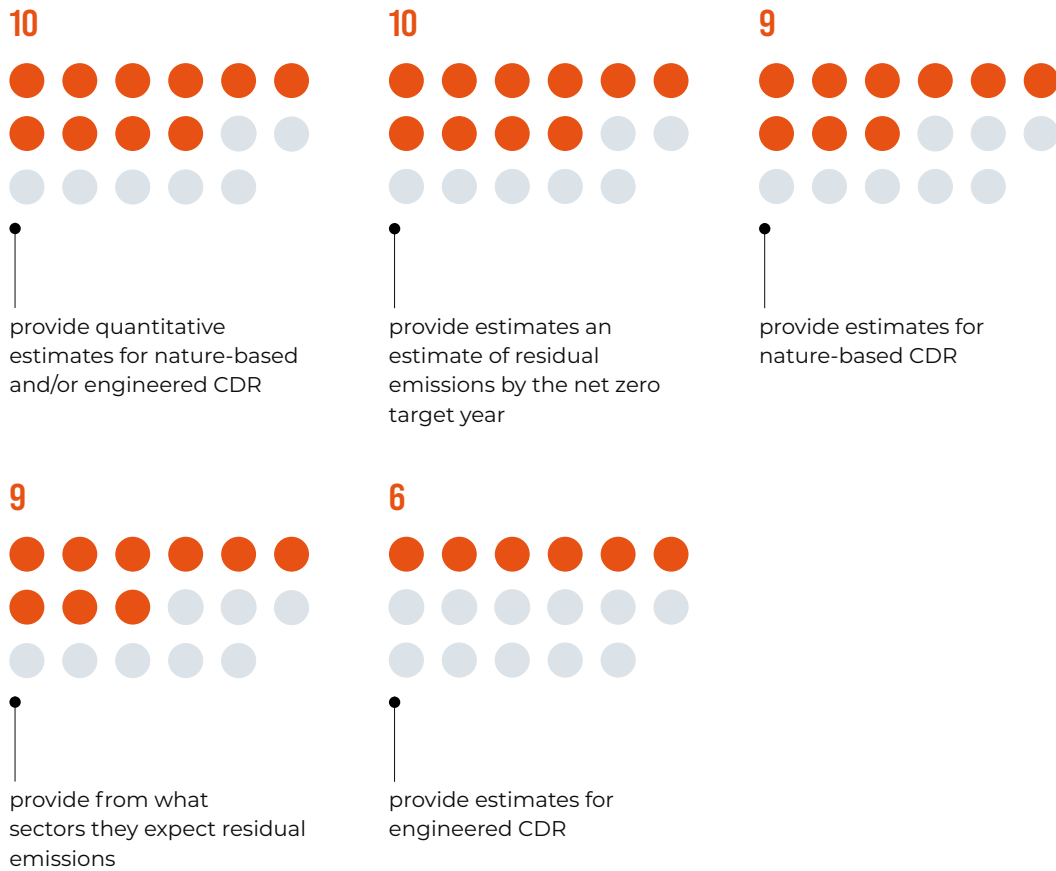 10
provide quantitative
estimates for nature-based
and/or engineered CDR
10
provide estimates an
estimate of residual
emissions by the net zero
target year
9
provide estimates for
nature-based CDR
9
provide from what
sectors they expect residual
emissions
6
provide estimates for
engineered CDR